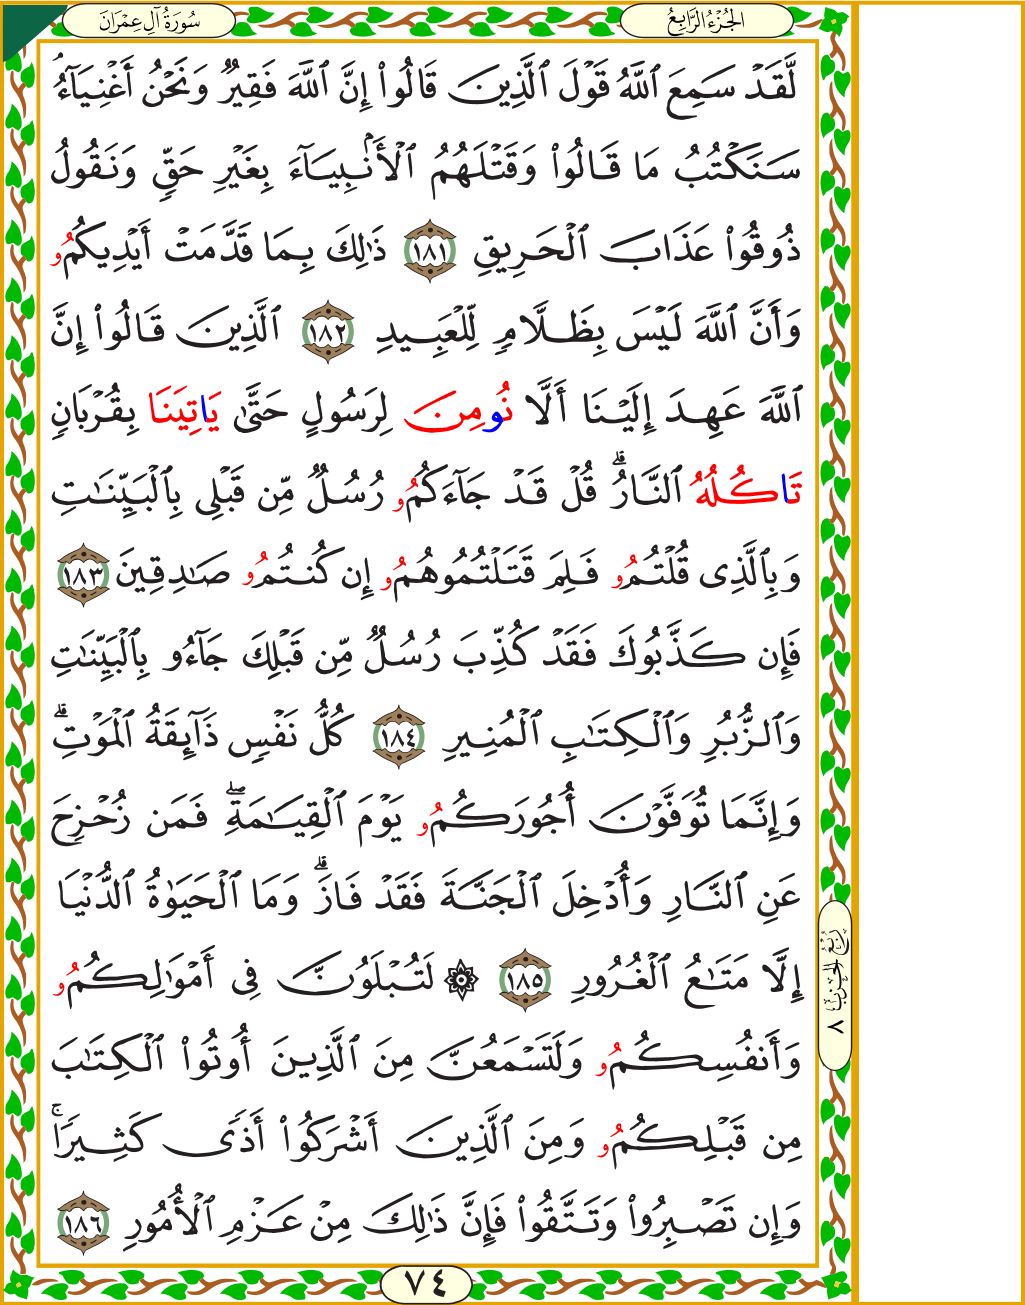 الجُزْءُ الرَّابِعُ
سُورَةُ آلِ عِمْرَان
لَّقَدۡ سَمِعَ ٱللَّهُ قَوۡلَ ٱلَّذِينَ قَالُوٓاْ إِنَّ ٱللَّهَ فَقِيرٌ وَنَحۡنُ أَغۡنِيَآءُۘ
سَنَكۡتُبُ مَا قَالُواْ وَقَتۡلَهُمُ ٱلۡأَنۢبِيَآءَ بِغَيۡرِ حَقٍّ وَنَقُولُ
ذُوقُواْ عَذَابَ ٱلۡحَرِيقِ ١٨١ ذَٰلِكَ بِمَا قَدَّمَتۡ أَيۡدِيكُمُۥ
وَأَنَّ ٱللَّهَ لَيۡسَ بِظَلَّامٍ لِّلۡعَبِيدِ ١٨٢ ٱلَّذِينَ قَالُوٓاْ إِنَّ
ٱللَّهَ عَهِدَ إِلَيۡنَآ أَلَّا نُومِنَ لِرَسُولٍ حَتَّىٰ يَاتِيَنَا بِقُرۡبَانٍ
تَاكُلُهُ ٱلنَّارُۗ قُلۡ قَدۡ جَآءَكُمُۥ رُسُلٌ مِّن قَبۡلِي بِٱلۡبَيِّنَٰتِ
وَبِٱلَّذِي قُلۡتُمُۥ فَلِمَ قَتَلۡتُمُوهُمُۥ إِن كُنتُمُۥ صَٰدِقِينَ ١٨٣
فَإِن كَذَّبُوكَ فَقَدۡ كُذِّبَ رُسُلٌ مِّن قَبۡلِكَ جَآءُو بِٱلۡبَيِّنَٰتِ
وَٱلزُّبُرِ وَٱلۡكِتَٰبِ ٱلۡمُنِيرِ ١٨٤ كُلُّ نَفۡسٍ ذَآئِقَةُ ٱلۡمَوۡتِۗ
وَإِنَّمَا تُوَفَّوۡنَ أُجُورَكُمُۥ يَوۡمَ ٱلۡقِيَٰمَةِۖ فَمَن زُحۡزِحَ
عَنِ ٱلنَّارِ وَأُدۡخِلَ ٱلۡجَنَّةَ فَقَدۡ فَازَۗ وَمَا ٱلۡحَيَوٰةُ ٱلدُّنۡيَآ
إِلَّا مَتَٰعُ ٱلۡغُرُورِ ١٨٥ ۞ لَتُبۡلَوُنَّ فِيٓ أَمۡوَٰلِكُمُۥ
وَأَنفُسِكُمُۥ وَلَتَسۡمَعُنَّ مِنَ ٱلَّذِينَ أُوتُواْ ٱلۡكِتَٰبَ
مِن قَبۡلِكُمُۥ وَمِنَ ٱلَّذِينَ أَشۡرَكُوٓاْ أَذٗى كَثِيرٗاۚ
وَإِن تَصۡبِرُواْ وَتَتَّقُواْ فَإِنَّ ذَٰلِكَ مِنۡ عَزۡمِ ٱلۡأُمُورِ ١٨٦
رُبْعُ الحِزْبِ ٨
٧٤